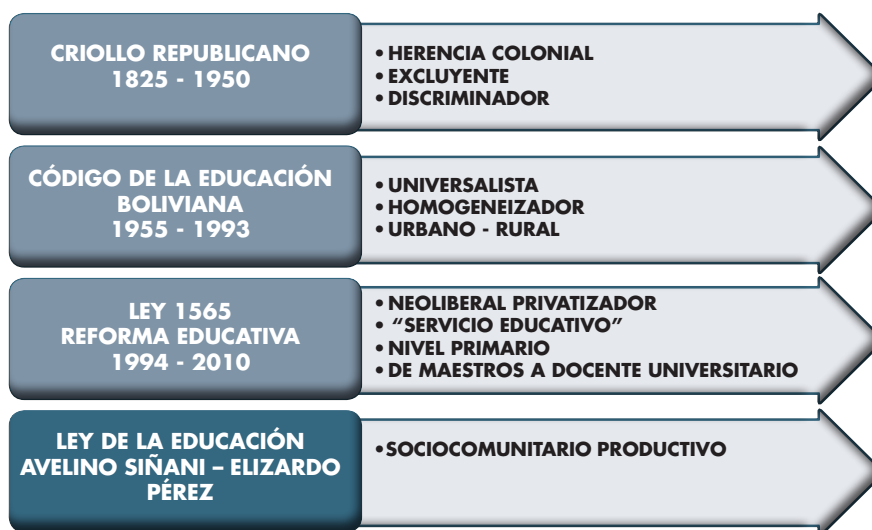 CRIOLLO REPUBLICANO
1825 - 1950
• HERENCIA COLONIAL
• EXCLUYENTE
• DISCRIMINADOR
CÓDIGO DE LA EDUCACIÓN
BOLIVIANA
1955 - 1993
• UNIVERSALISTA
• HOMOGENEIZADOR
• URBANO - RURAL
LEY 1565
REFORMA EDUCATIVA
1994 - 2010
• NEOLIBERAL PRIVATIZADOR
• “SERVICIO EDUCATIVO”
• NIVEL PRIMARIO
• DE MAESTROS A DOCENTE UNIVERSITARIO
LEY DE LA EDUCACIÓN
AVELINO SIÑANI – ELIZARDO
PÉREZ
• SOCIOCOMUNITARIO PRODUCTIVO